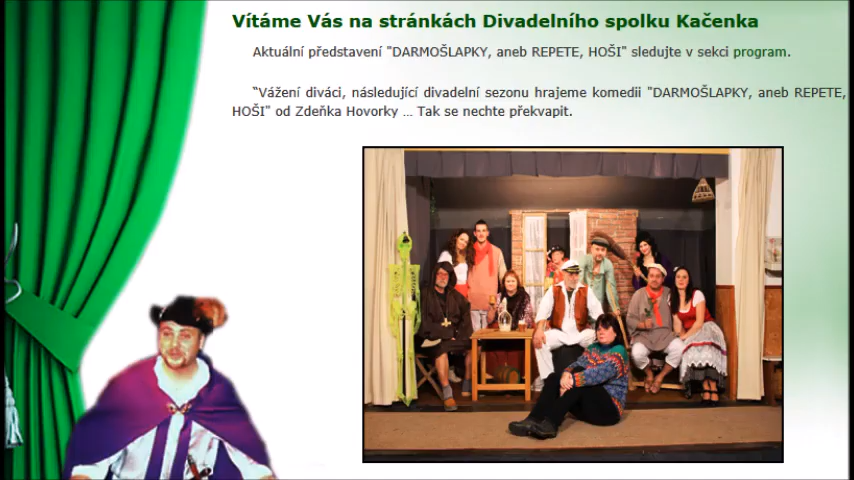 Vítáme Vás na stránkách Divadelního spolku Kačenka
Aktuální představení "DARMOŠLAPKY, aneb REPETE, HOŠI" sledujte v sekci program.
"Vážení diváci, následující divadelní sezonu hrajeme komedii "DARMOŠLAPKY, aneb REPETE,
HOŠI" od Zdeňka Hovorky ... Tak se nechte překvapit.